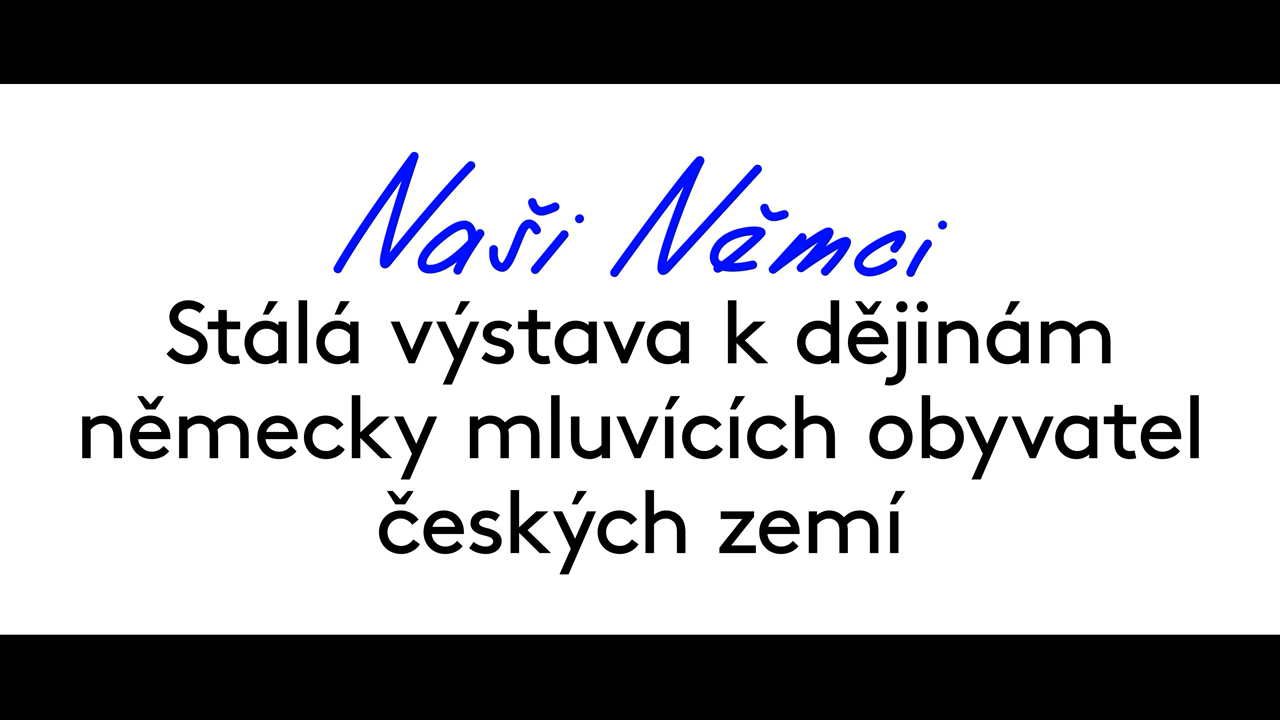 Naši Němci
Stálá výstava k dějinám
německy mluvících obyvatel
českých zemí